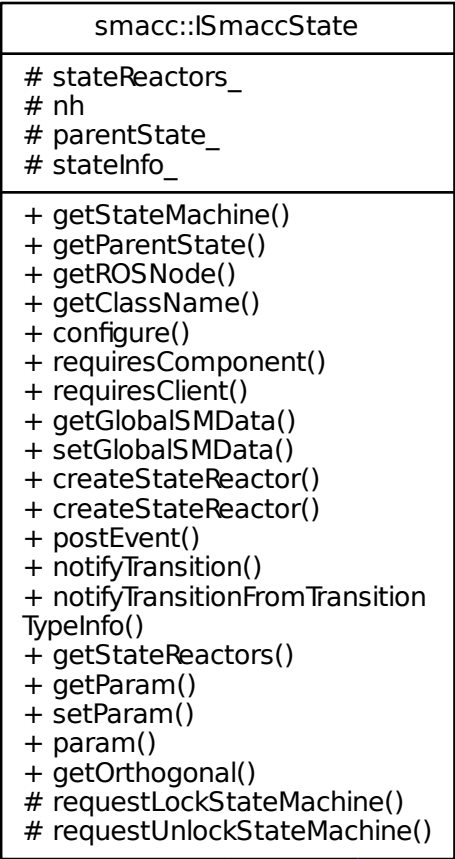 smacc::ISmaccState
# stateReactors_
# nh
# parentState_
# stateInfo_
+ getStateMachine()
+ getParentState()
+ getROSNode()
+ getClassName()
+ configure()
+ requiresComponent()
+ requiresClient()
+ getGlobalSMData()
+ setGlobalSMData()
+ createStateReactor()
+ createStateReactor()
+ postEvent()
+ notifyTransition()
+ notifyTransitionFromTransition
TypeInfo()
+ getStateReactors()
+ getParam()
+ setParam()
+ param()
+ getOrthogonal()
# requestLockStateMachine()
# requestUnlockStateMachine()